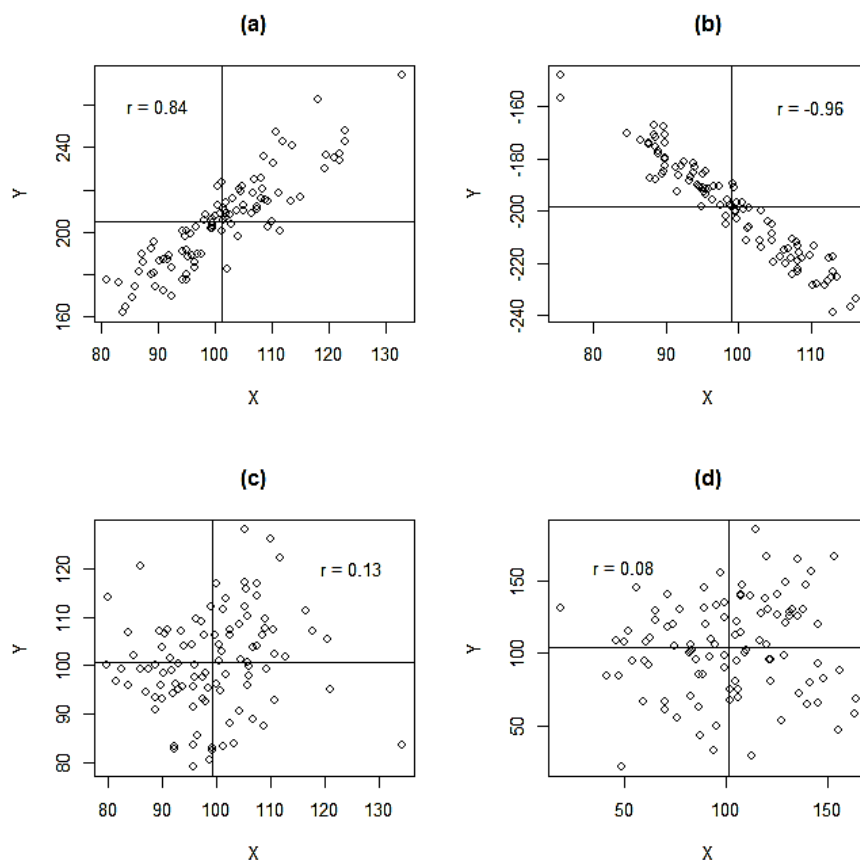 (a)
r = 0.84
Y
240
200
160
80 90 100 110 120 130
X
(b)
r = -0.96
Y
-160
-180
-200
-220
-240
80 90 100 110
X
(c)
r = 0.13
Y
120
110
100
90
80
80 90 100 110 120 130
X
(d)
r = 0.08
Y
150
100
50
50 100 150
X